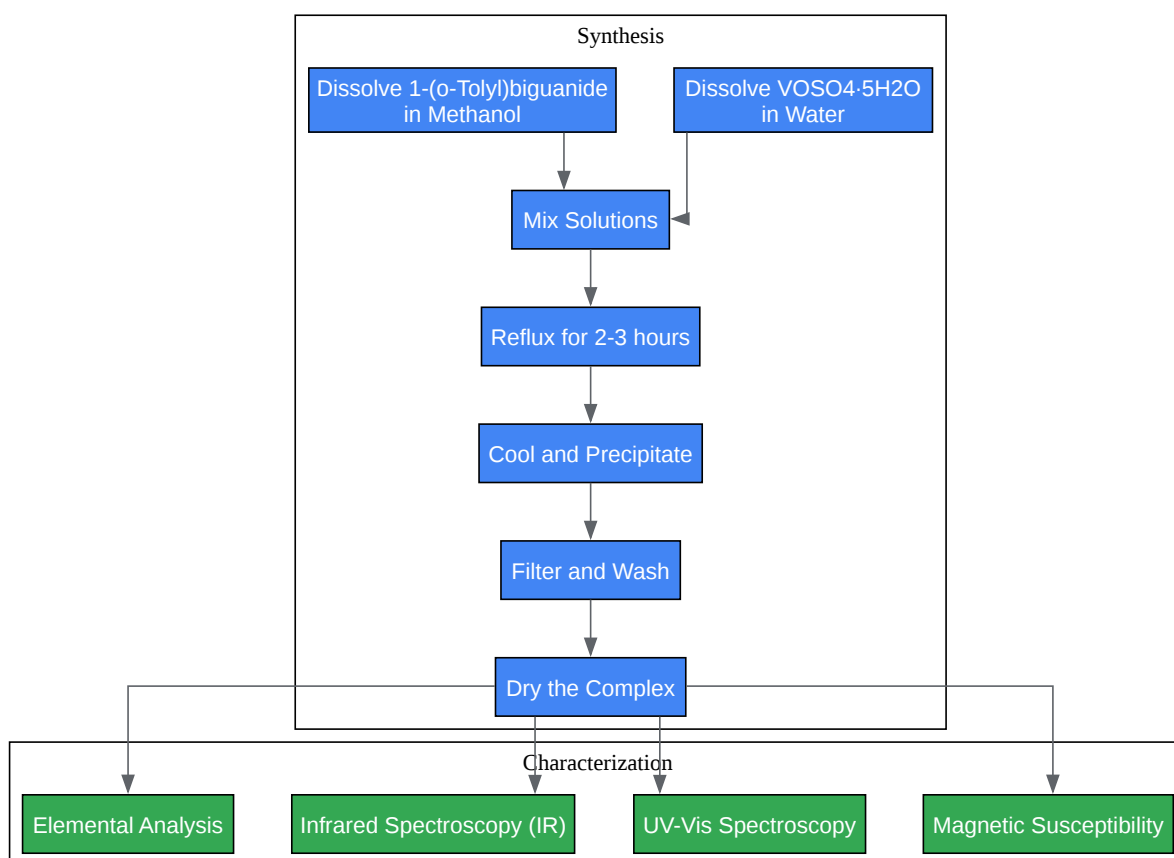 Synthesis
Dissolve 1-(o-Tolyl)biguanide
in Methanol
Dissolve VOSO4·5H2O
in Water
Mix Solutions
Reflux for 2-3 hours
Cool and Precipitate
Filter and Wash
Dry the Complex
Characterization
Elemental Analysis
Infrared Spectroscopy (IR)
UV-Vis Spectroscopy
Magnetic Susceptibility